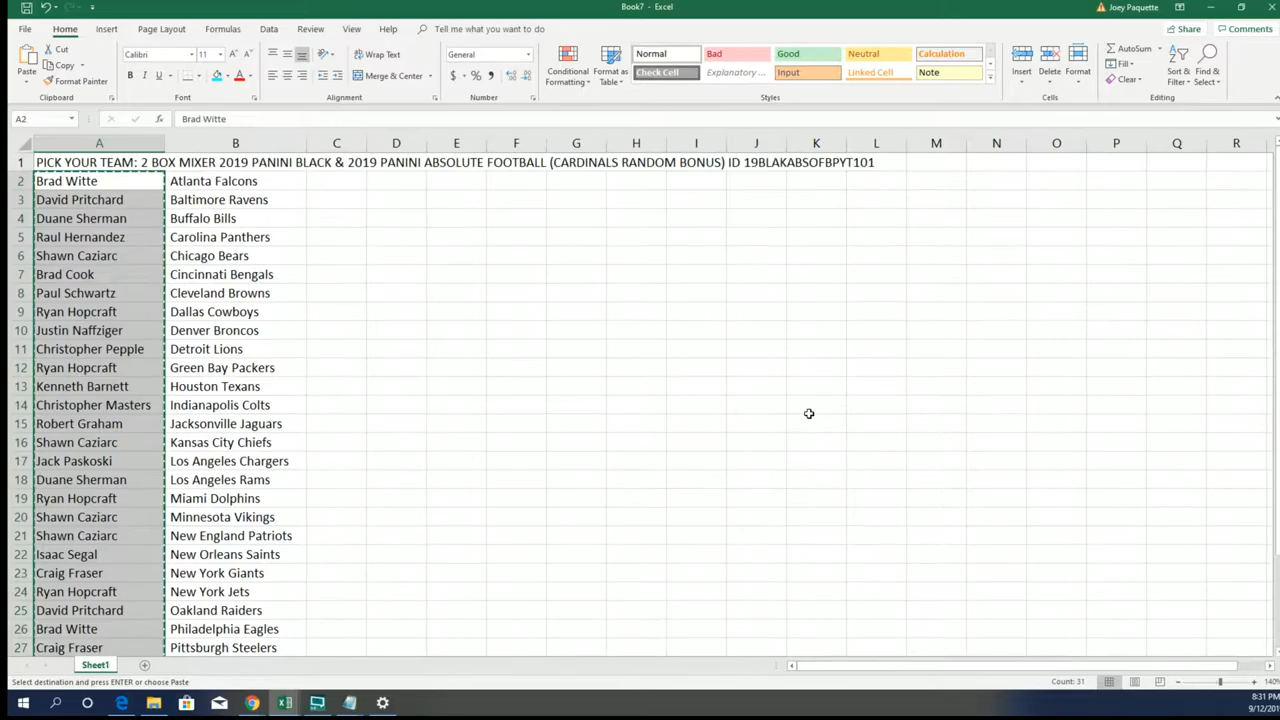 Book7 - Excel
Joey Paquette
File Home Insert Page Layout Formulas Data Review View Help Tell me what you want to do
Share Comments
Cut
Copy
Format Painter
Paste
Clipboard
Calibri 11
B I U
Font
Wrap Text
Merge & Center
Alignment
General
$ % ,
Number
Conditional Formatting
Format as Table
Normal Bad Good Neutral Calculation
Check Cell Explanatory ... Input Linked Cell Note
Styles
Insert Delete Format
Cells
AutoSum
Fill
Clear
Sort & Filter
Find & Select
Editing
A2 fx Brad Witte
A B C D E F G H I J K L M N O P Q R
1 PICK YOUR TEAM: 2 BOX MIXER 2019 PANINI BLACK & 2019 PANINI ABSOLUTE FOOTBALL (CARDINALS RANDOM BONUS) ID 19BLAKABSOFBPYT101
2 Brad Witte Atlanta Falcons
3 David Pritchard Baltimore Ravens
4 Duane Sherman Buffalo Bills
5 Raul Hernandez Carolina Panthers
6 Shawn Caziarc Chicago Bears
7 Brad Cook Cincinnati Bengals
8 Paul Schwartz Cleveland Browns
9 Ryan Hopcraft Dallas Cowboys
10 Justin Naffziger Denver Broncos
11 Christopher Pepple Detroit Lions
12 Ryan Hopcraft Green Bay Packers
13 Kenneth Barnett Houston Texans
14 Christopher Masters Indianapolis Colts
15 Robert Graham Jacksonville Jaguars
16 Shawn Caziarc Kansas City Chiefs
17 Jack Paskoski Los Angeles Chargers
18 Duane Sherman Los Angeles Rams
19 Ryan Hopcraft Miami Dolphins
20 Shawn Caziarc Minnesota Vikings
21 Shawn Caziarc New England Patriots
22 Isaac Segal New Orleans Saints
23 Craig Fraser New York Giants
24 Ryan Hopcraft New York Jets
25 David Pritchard Oakland Raiders
26 Brad Witte Philadelphia Eagles
27 Craig Fraser Pittsburgh Steelers
Sheet1
Select destination and press ENTER or choose Paste
Count: 31
140%
8:31 PM
9/12/201